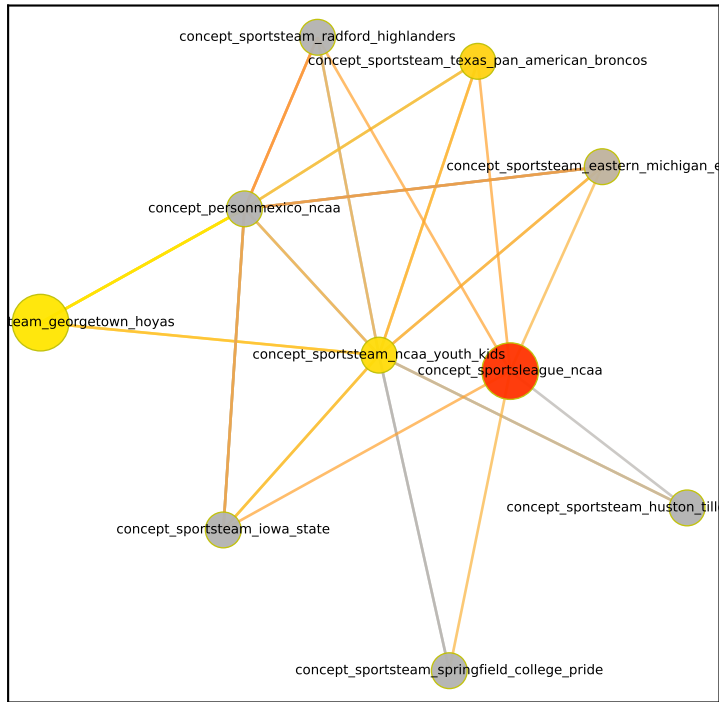 concept_sportsteam_radford_highlanders
concept_sportsteam_texas_pan_american_broncos
concept_sportsteam_eastern_michigan_e
concept_personmexico_ncaa
team_georgetown_hoyas
concept_sportsteam_ncaa_youth_kids
concept_sportsleague_ncaa
concept_sportsteam_huston_till
concept_sportsteam_iowa_state
concept_sportsteam_springfield_college_pride